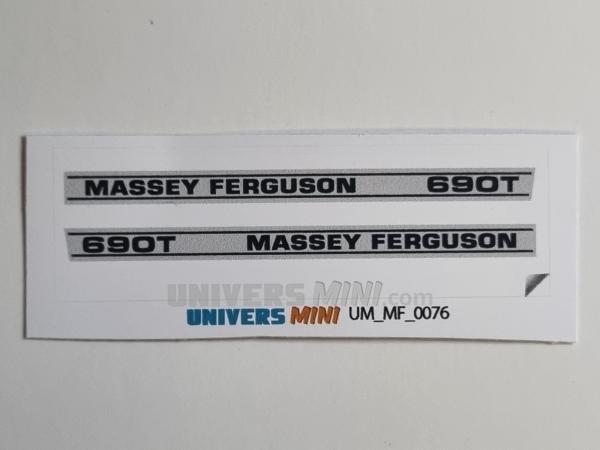 MASSEY FERGUSON 690T
690T MASSEY FERGUSON
UNIVERS MINI.com
UNIVERS MINI UM_MF_0076